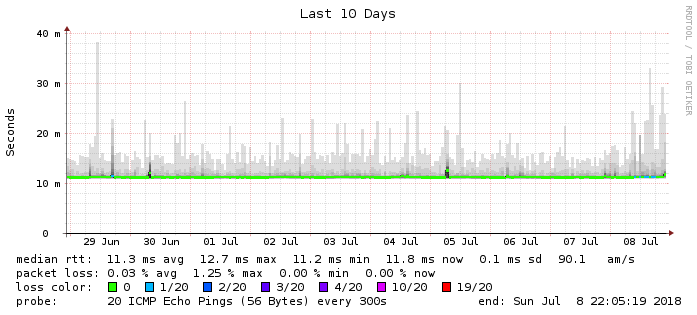 Last 10 Days
RRDTOOL / TOBI OETIKER
Seconds
40 m
30 m
20 m
10 m
0
29 Jun 30 Jun 01 Jul 02 Jul 03 Jul 04 Jul 05 Jul 06 Jul 07 Jul 08 Jul
median rtt: 11.3 ms avg 12.7 ms max 11.2 ms min 11.8 ms now 0.1 ms sd 90.1 am/s
packet loss: 0.03 % avg 1.25 % max 0.00 % min 0.00 % now
loss color: 0 1/20 2/20 3/20 4/20 10/20 19/20
probe: 20 ICMP Echo Pings (56 Bytes) every 300s end: Sun Jul 8 22:05:19 2018